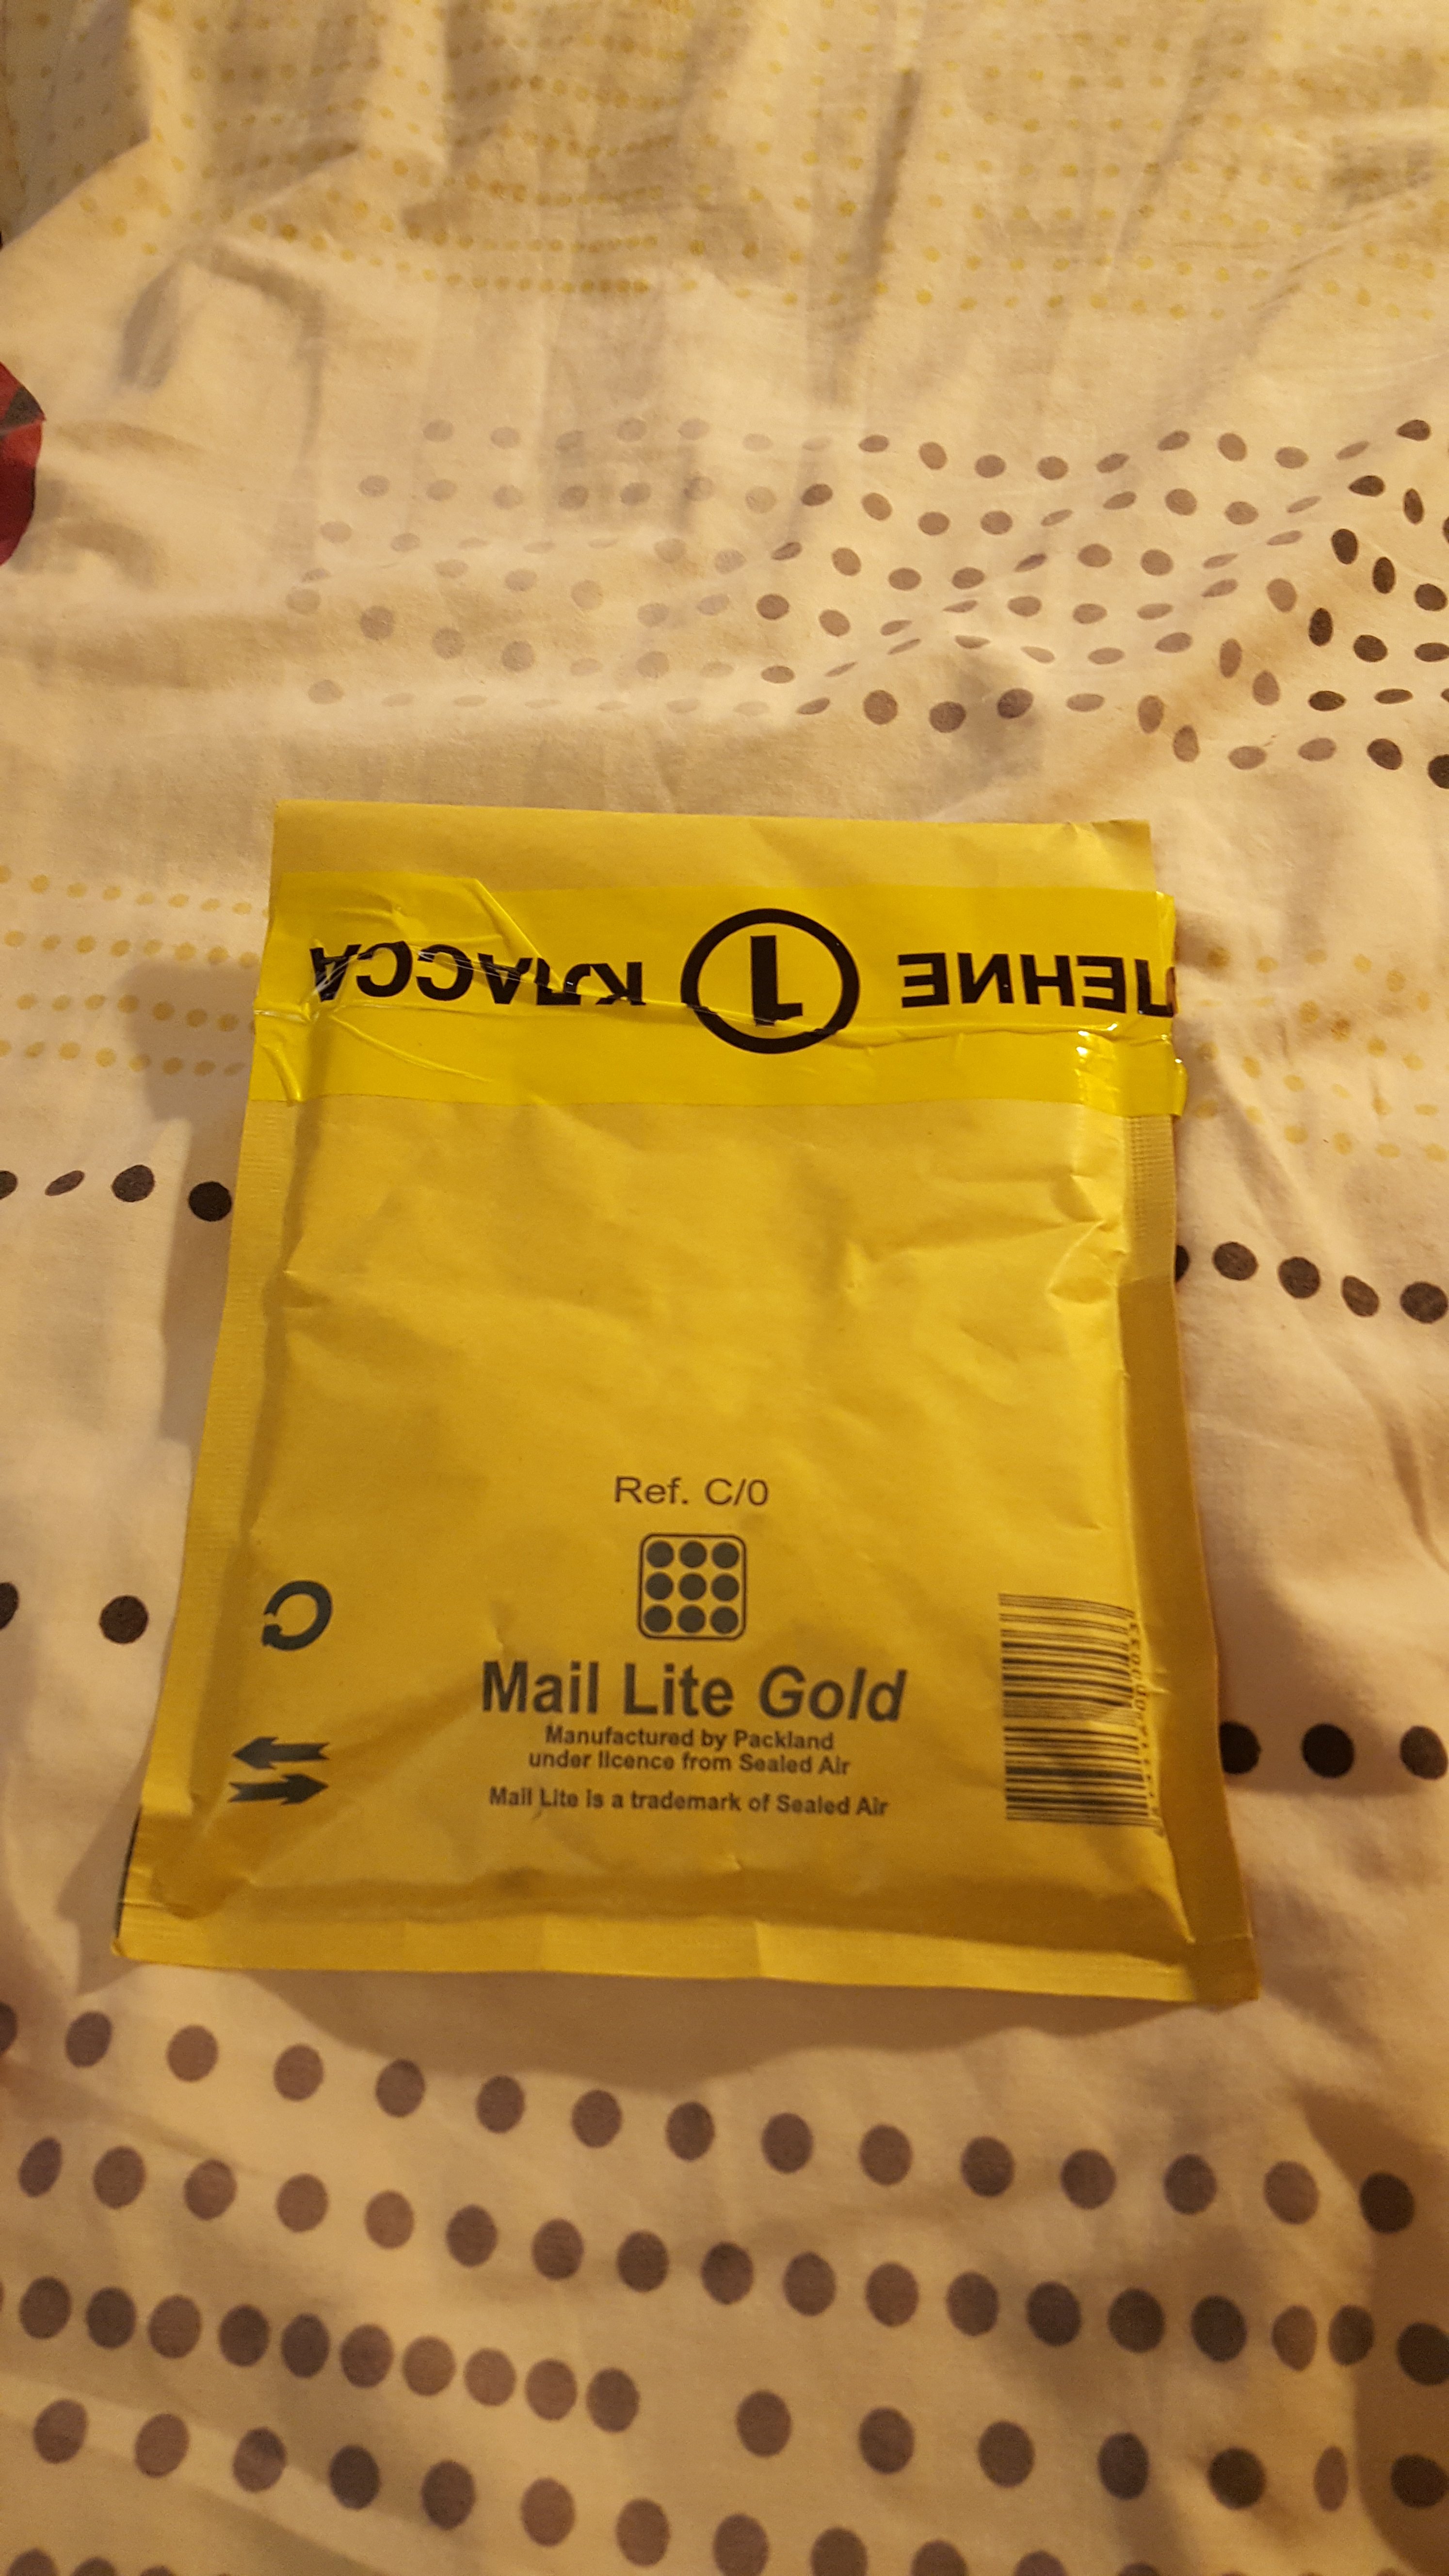 ЛЕНИЕ 1 КЛАССА
Ref. C/0
Mail Lite Gold
Manufactured by Packland
under licence from Sealed Air
Mail Lite is a trademark of Sealed Air